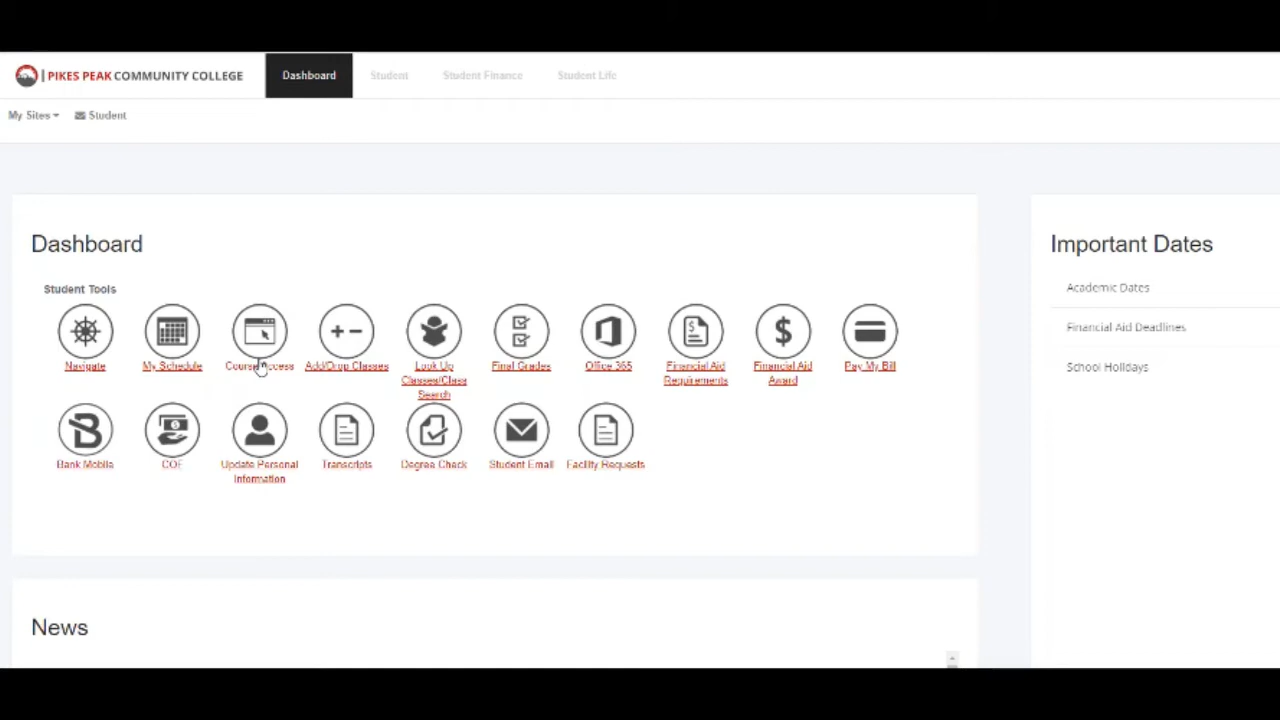 PIKES PEAK COMMUNITY COLLEGE
Dashboard
Student
Student Finance
Student Life
My Sites
Student
Dashboard
Important Dates
Student Tools
Academic Dates
Financial Aid Deadlines
School Holidays
Navigate
My Schedule
Add/Drop Classes
Look Up
Classes/Class
Search
Final Grades
Office 365
Financial Aid
Requirements
Financial Aid
Award
Pay My Bill
Bank Mobile
COF
Update Personal
Information
Transcripts
Degree Check
Student Email
Facility Requests
News